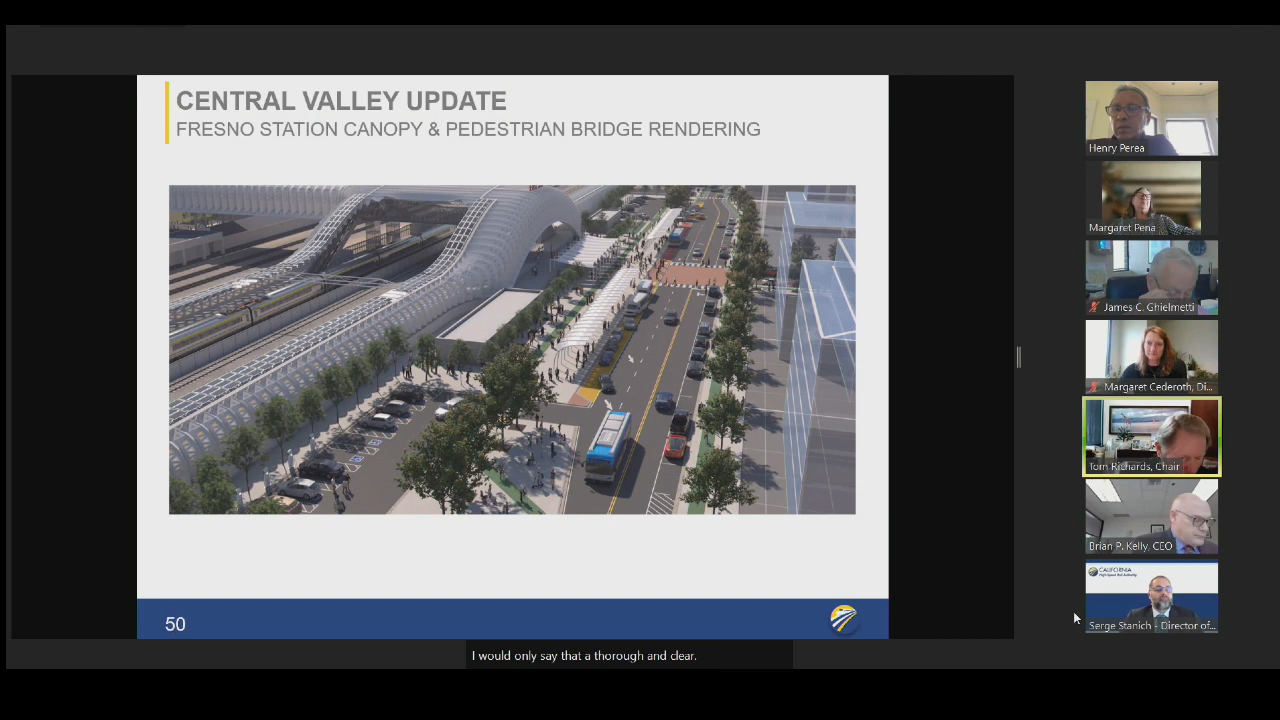 CENTRAL VALLEY UPDATE
FRESNO STATION CANOPY & PEDESTRIAN BRIDGE RENDERING
50
Henry Perea
Margaret Pena
James C. Ghielmetti
Margaret Cederoth, Di...
Tom Richards, Chair
Brian P. Kelly, CEO
CALIFORNIA
High-Speed Rail Authority
Serge Stanich - Director of...
I would only say that a thorough and clear.